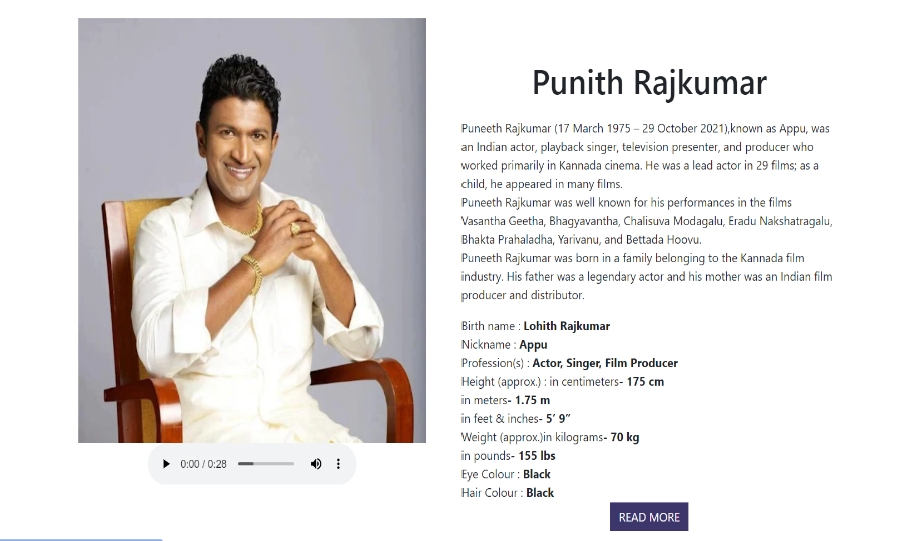 Punith Rajkumar
Puneeth Rajkumar (17 March 1975 – 29 October 2021),known as Appu, was
an Indian actor, playback singer, television presenter, and producer who
worked primarily in Kannada cinema. He was a lead actor in 29 films; as a
child, he appeared in many films.
Puneeth Rajkumar was well known for his performances in the films
Vasantha Geetha, Bhagyavantha, Chalisuva Modagalu, Eradu Nakshatragalu,
Bhakta Prahaladha, Yarivanu, and Bettada Hoovu.
Puneeth Rajkumar was born in a family belonging to the Kannada film
industry. His father was a legendary actor and his mother was an Indian film
producer and distributor.
Birth name : Lohith Rajkumar
Nickname : Appu
Profession(s) : Actor, Singer, Film Producer
Height (approx.) : in centimeters- 175 cm
in meters- 1.75 m
in feet & inches- 5′ 9″
Weight (approx.)in kilograms- 70 kg
in pounds- 155 lbs
Eye Colour : Black
Hair Colour : Black
0:00 / 0:28
READ MORE